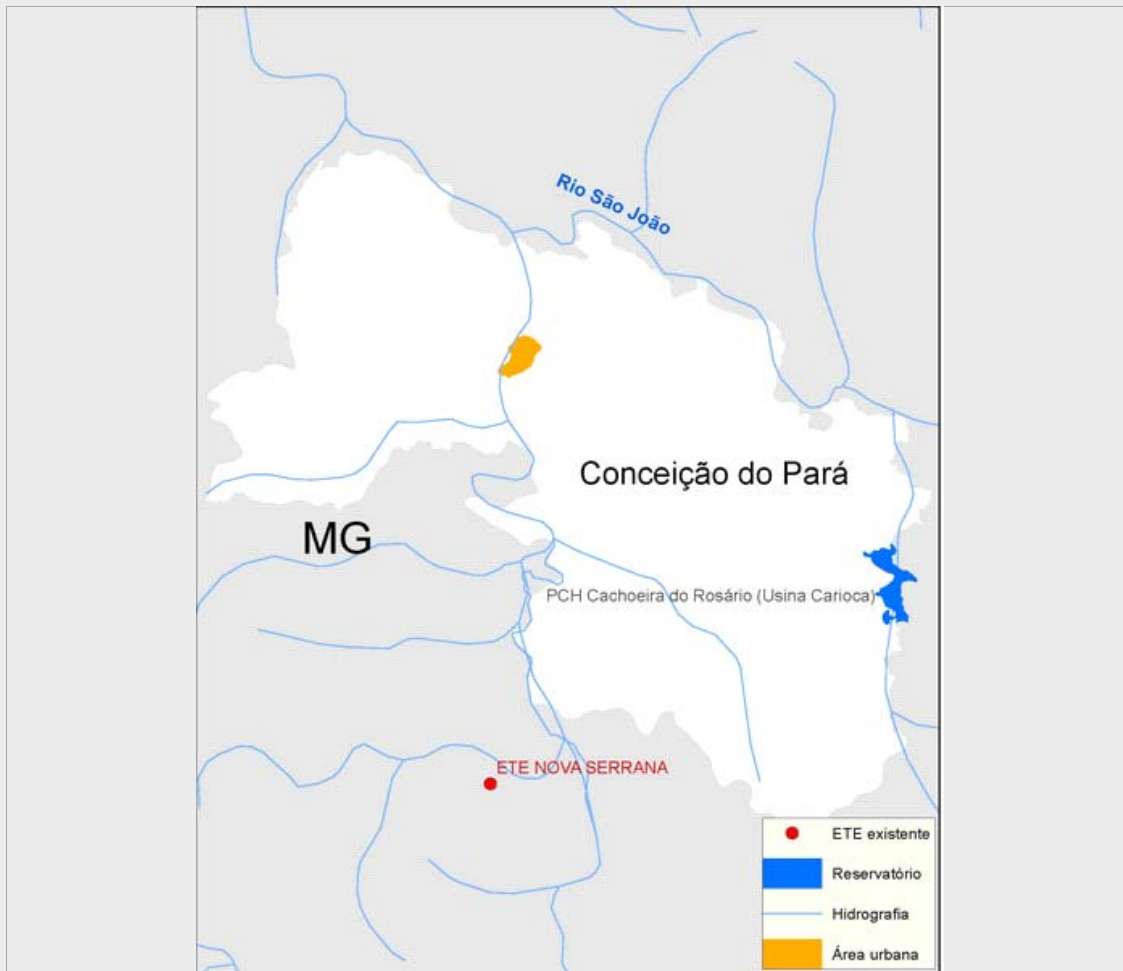 Rio São João
Conceição do Pará
MG
PCH Cachoeira do Rosário (Usina Carioca)
ETE NOVA SERRANA
ETE existente
Reservatório
Hidrografia
Área urbana